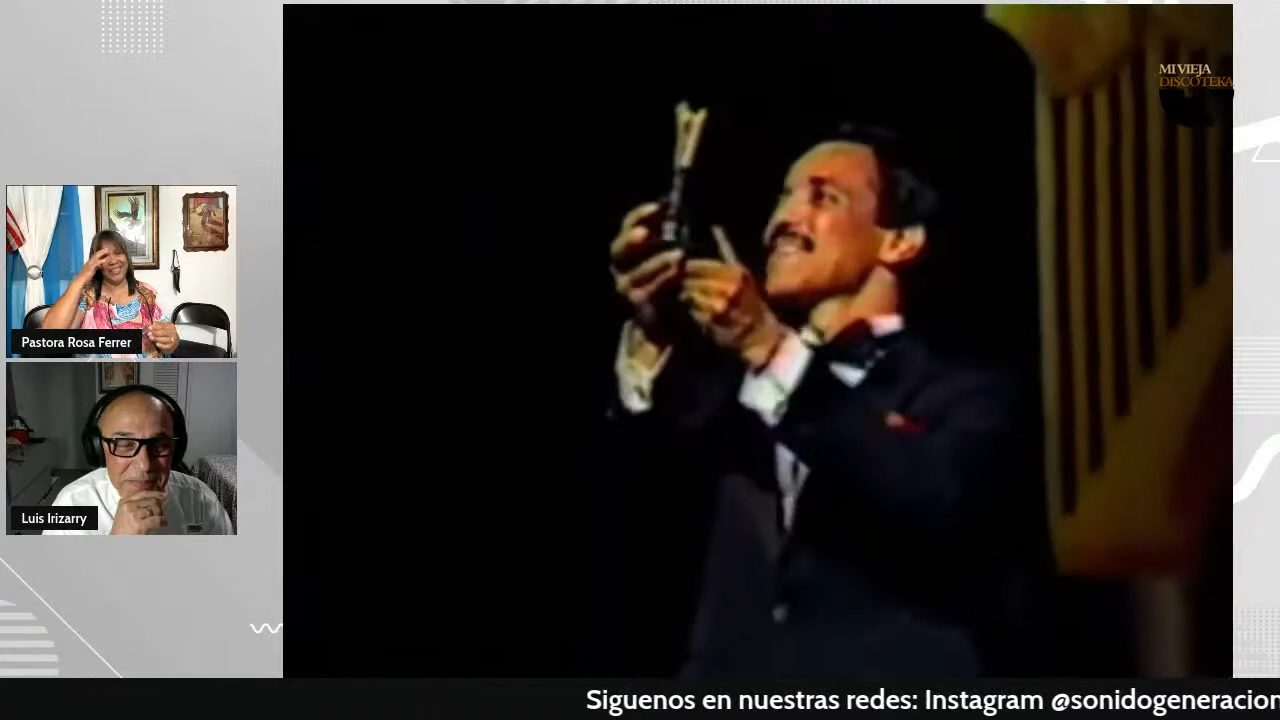 MI VIEJA
DISCOTEKA
Pastora Rosa Ferrer
Luis Irizarry
Siguenos en nuestras redes: Instagram @sonidogeneracion